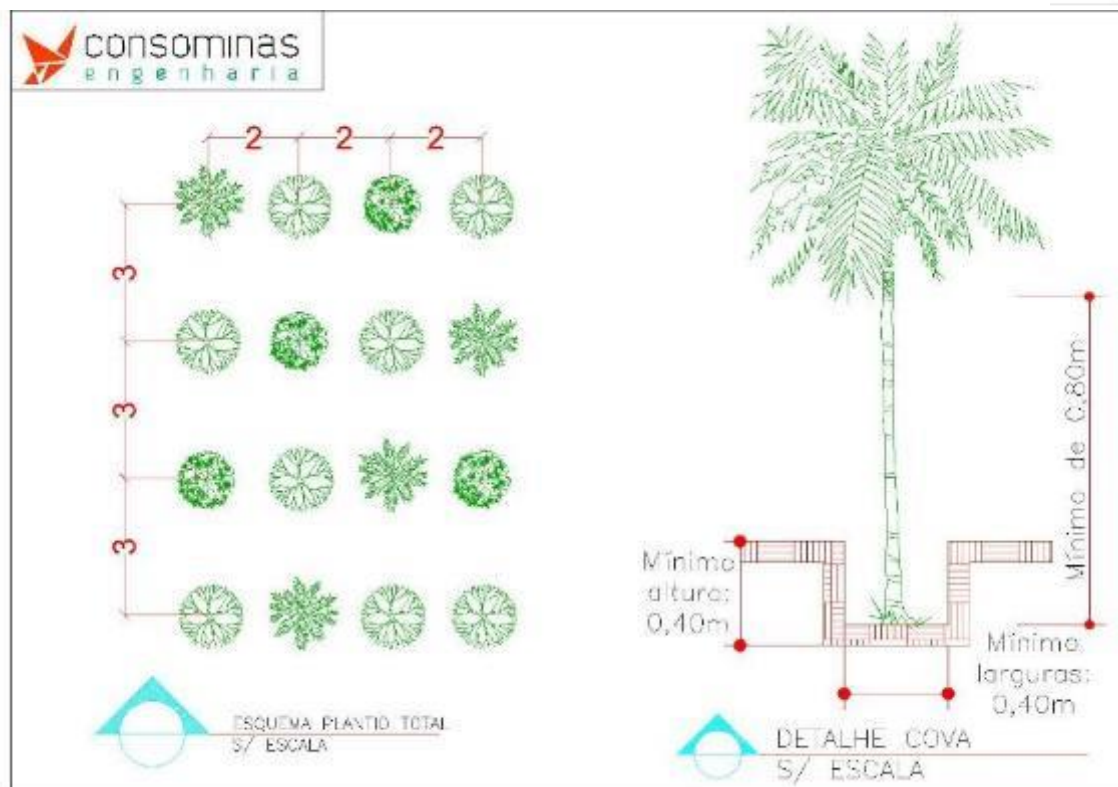 consominas
engenharia
2 2 2
3
3
3
ESQUEMA PLANTIO TOTAL
S/ ESCALA
Mínimo de 0,80m
Mínimo
altura:
0,40m
Mínimo
larguras:
0,40m
DETALHE COVA
S/ ESCALA